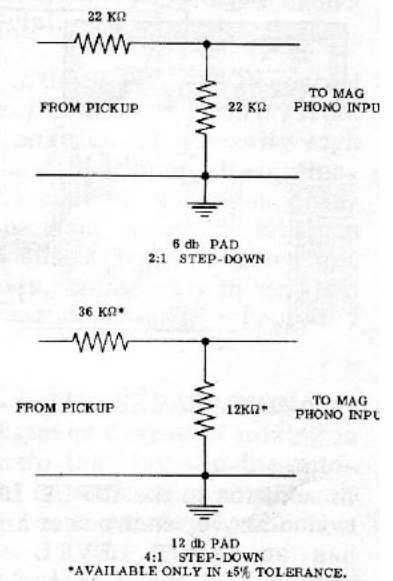 22 KΩ
FROM PICKUP
22 KΩ
TO MAG
PHONO INPU
6 db PAD
2:1 STEP-DOWN
36 KΩ*
FROM PICKUP
12KΩ*
TO MAG
PHONO INPU
12 db PAD
4:1 STEP-DOWN
*AVAILABLE ONLY IN ±5% TOLERANCE.